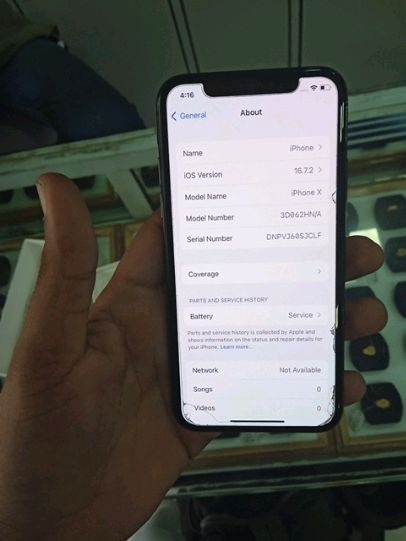 4:16
General
About
Name iPhone
iOS Version 16.7.2
Model Name iPhone X
Model Number 3D062HN/A
Serial Number DNPVJ60SJCLF
Coverage
PARTS AND SERVICE HISTORY
Battery Service
Parts and service history is collected by Apple and
shows information on the status and repair details for
your iPhone. Learn more...
Network Not Available
Songs 0
Videos 0